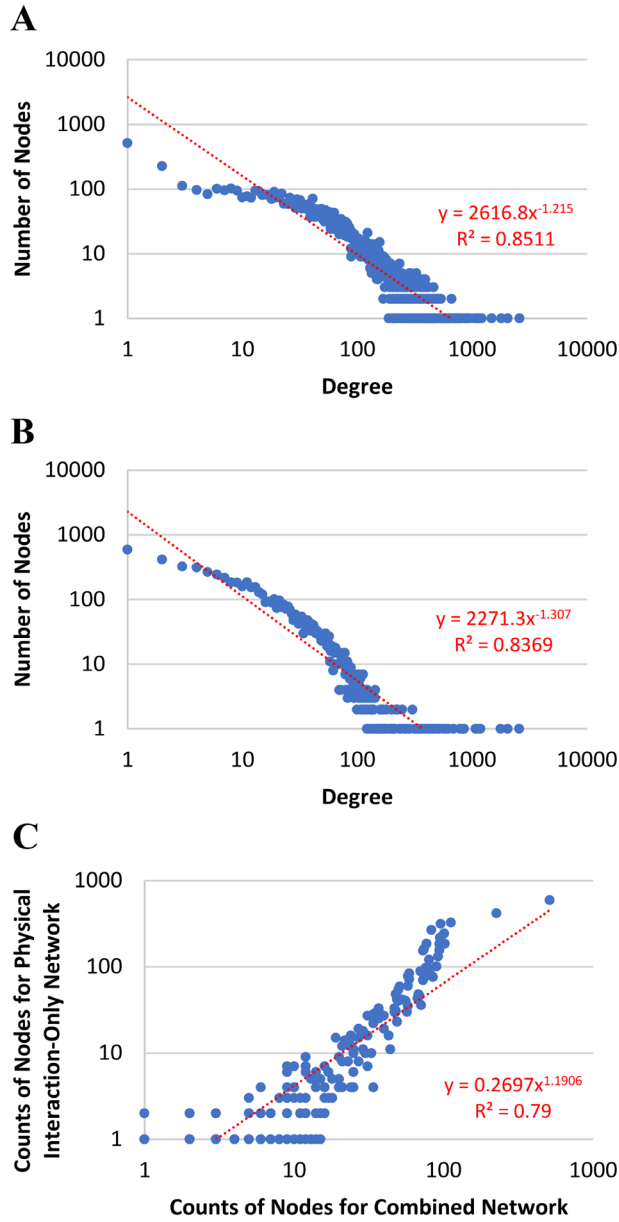 A
10000
1000
100
10
1
Number of Nodes
y = 2616.8x^-1.215
R² = 0.8511
1 10 100 1000 10000
Degree
B
10000
1000
100
10
1
Number of Nodes
y = 2271.3x^-1.307
R² = 0.8369
1 10 100 1000 10000
Degree
C
1000
100
10
1
Counts of Nodes for Physical
Interaction-Only Network
y = 0.2697x^1.1906
R² = 0.79
1 10 100 1000
Counts of Nodes for Combined Network